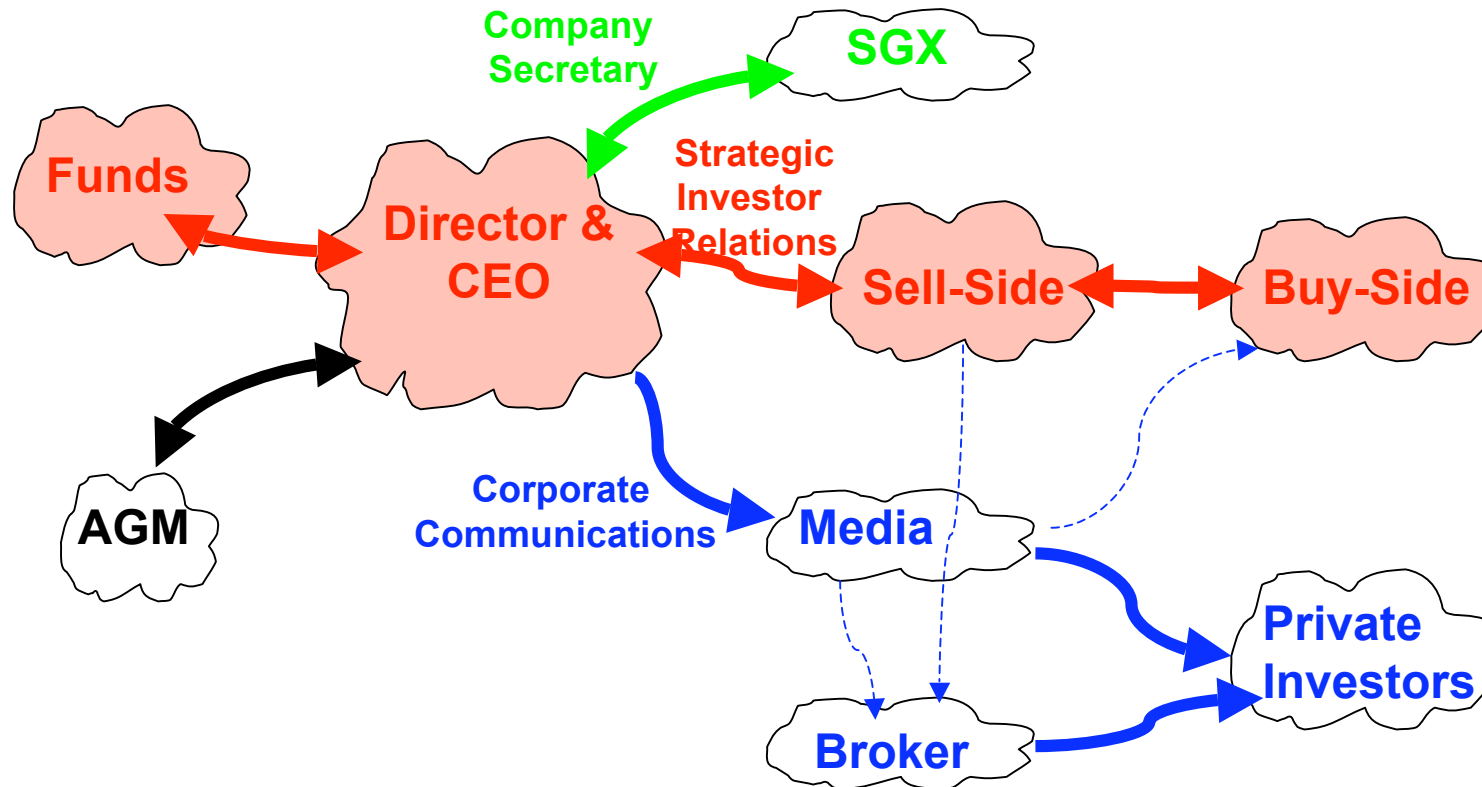 Company
Secretary
SGX
Funds
Director &
CEO
Strategic
Investor
Relations
Sell-Side
Buy-Side
AGM
Corporate
Communications
Media
Private
Investors
Broker